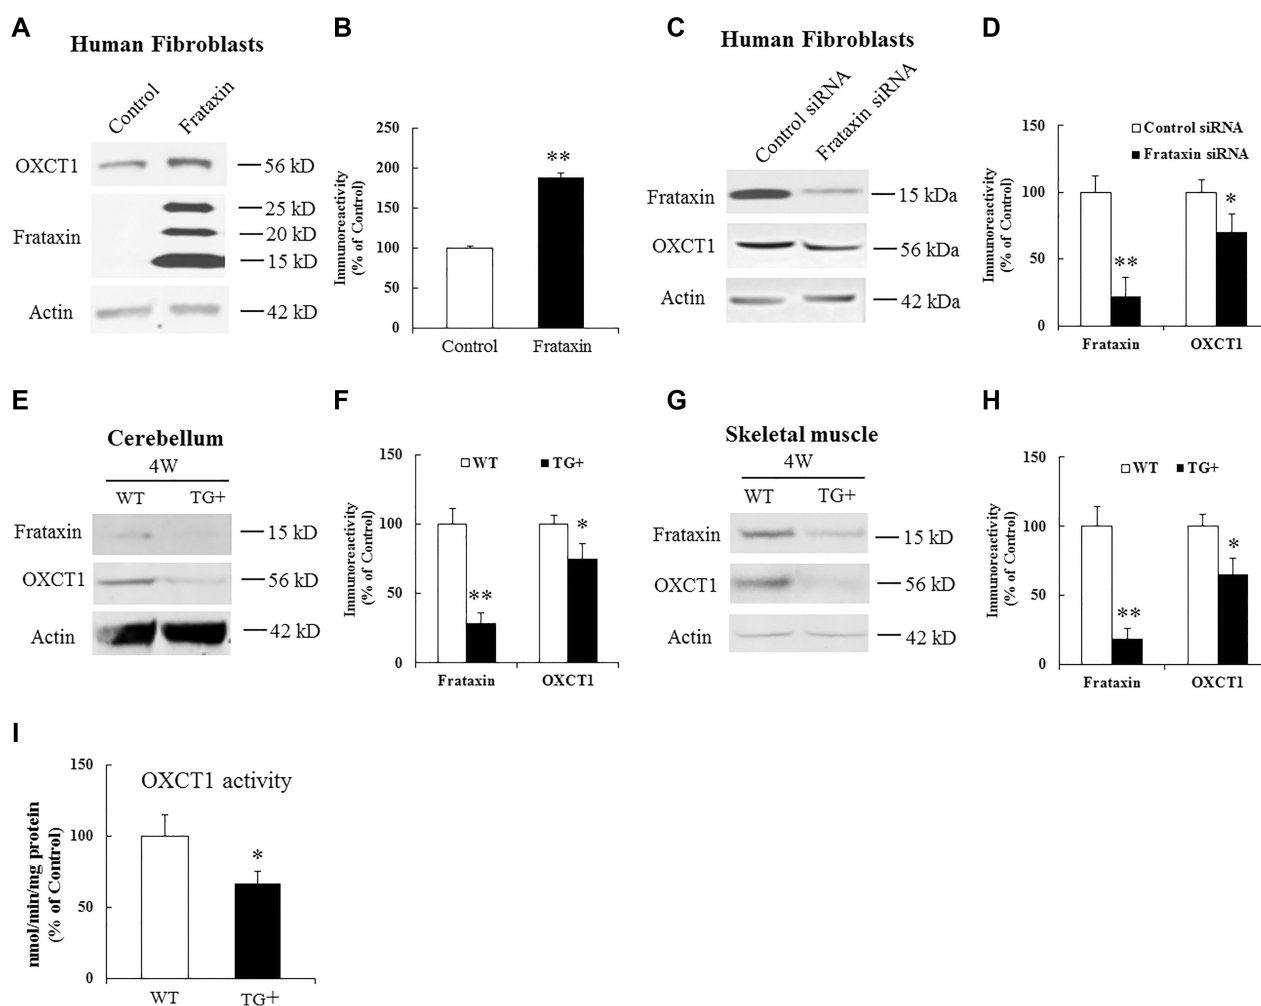 A
Human Fibroblasts
Control
Frataxin
OXCT1
56 kD
Frataxin
25 kD
20 kD
15 kD
Actin
42 kD
B
Immunoreactivity
(% of Control)
250
200
150
100
50
0
**
Control
Frataxin
C
Human Fibroblasts
Control siRNA
Frataxin siRNA
Frataxin
15 kDa
OXCT1
56 kDa
Actin
42 kDa
D
Immunoreactivity
(% of Control)
150
100
50
0
Control siRNA
Frataxin siRNA
**
*
Frataxin
OXCT1
E
Cerebellum
4W
WT
TG+
Frataxin
15 kD
OXCT1
56 kD
Actin
42 kD
F
Immunoreactivity
(% of Control)
150
100
50
0
WT
TG+
**
*
Frataxin
OXCT1
G
Skeletal muscle
4W
WT
TG+
Frataxin
15 kD
OXCT1
56 kD
Actin
42 kD
H
Immunoreactivity
(% of Control)
150
100
50
0
WT
TG+
**
*
Frataxin
OXCT1
I
OXCT1 activity
nmol/min/mg protein
(% of Control)
150
100
50
0
*
WT
TG+